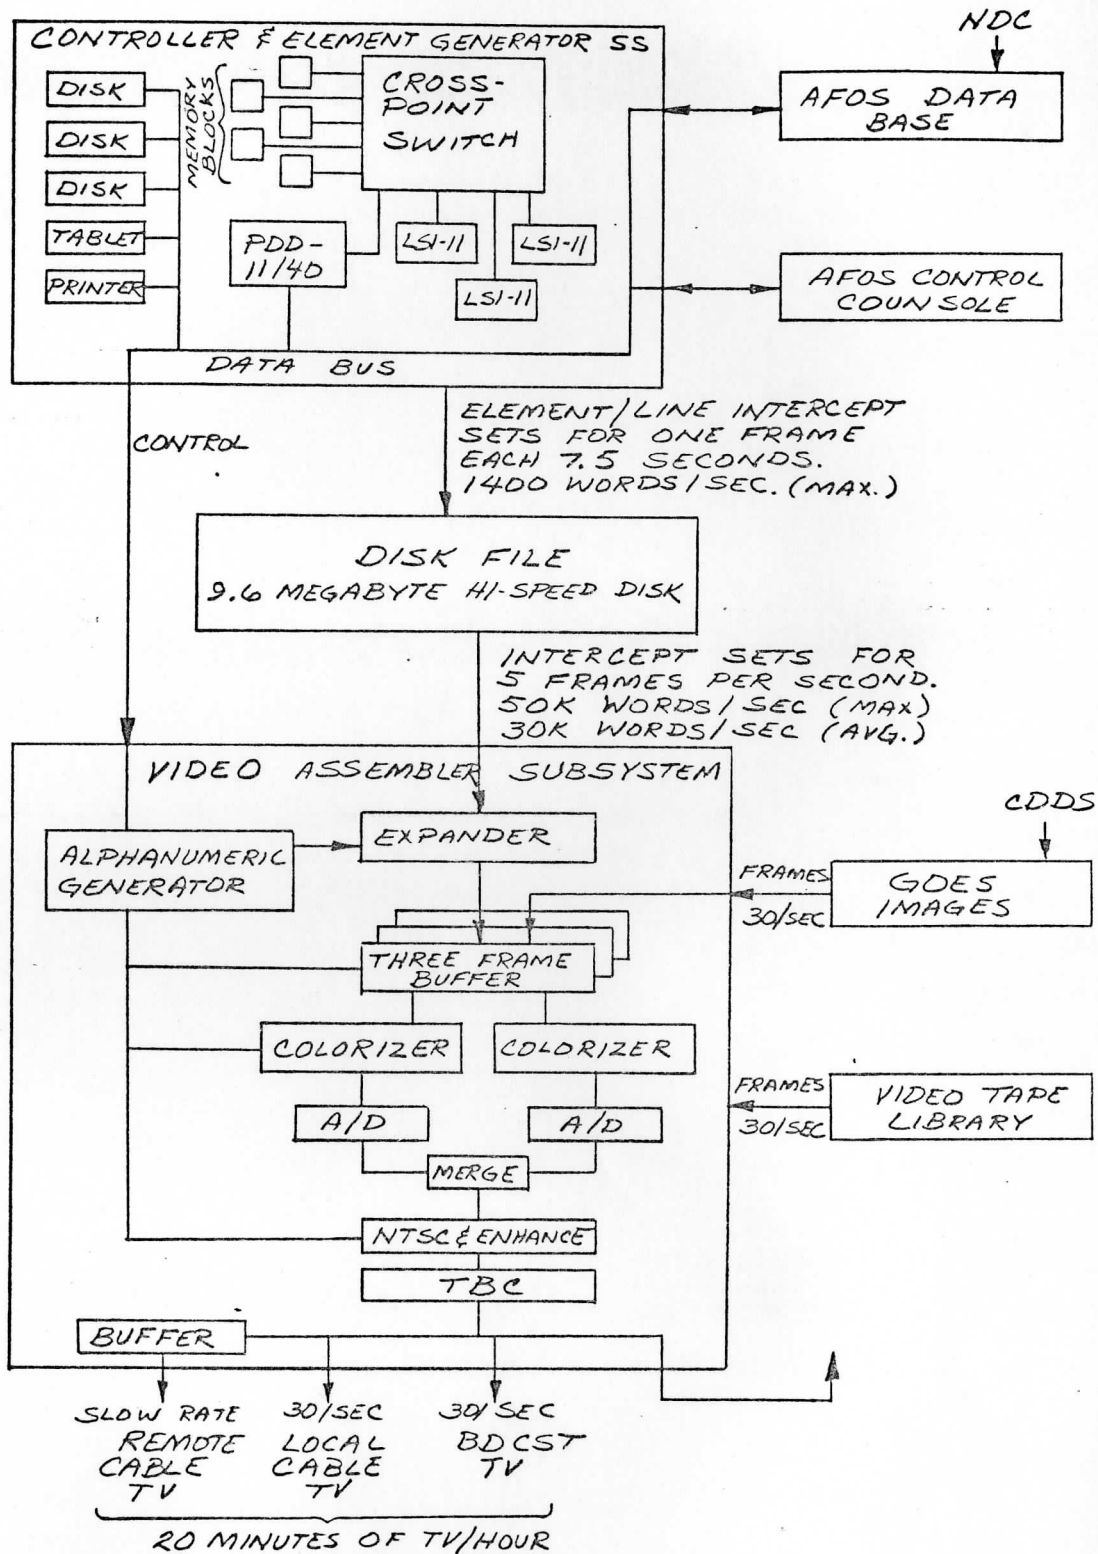 NDC
CONTROLLER & ELEMENT GENERATOR SS
DISK
DISK
DISK
TABLET
PRINTER
MEMORY
BLOCKS
CROSS-
POINT
SWITCH
PDD-
11/40
LSI-11
LSI-11
LSI-11
DATA BUS
AFOS DATA
BASE
AFOS CONTROL
COUNSOLE
CONTROL
ELEMENT/LINE INTERCEPT
SETS FOR ONE FRAME
EACH 7.5 SECONDS.
1400 WORDS/SEC. (MAX.)
DISK FILE
9.6 MEGABYTE HI-SPEED DISK
INTERCEPT SETS FOR
5 FRAMES PER SECOND.
50K WORDS/SEC (MAX)
30K WORDS/SEC (AVG.)
VIDEO ASSEMBLER SUBSYSTEM
ALPHANUMERIC
GENERATOR
EXPANDER
CDDS
FRAMES
30/SEC
GOES
IMAGES
THREE FRAME
BUFFER
COLORIZER
COLORIZER
A/D
A/D
FRAMES
30/SEC
VIDEO TAPE
LIBRARY
MERGE
NTSC & ENHANCE
TBC
BUFFER
SLOW RATE
REMOTE
CABLE
TV
30/SEC
LOCAL
CABLE
TV
30/SEC
BDCST
TV
20 MINUTES OF TV/HOUR